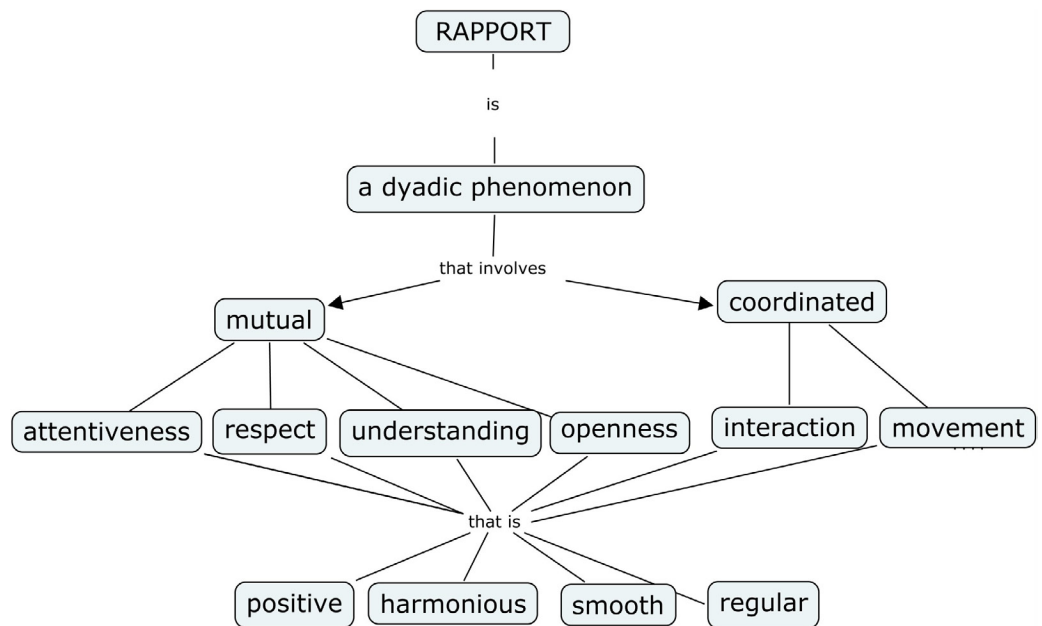 RAPPORT
is
a dyadic phenomenon
that involves
mutual
coordinated
attentiveness
respect
understanding
openness
interaction
movement
that is
positive
harmonious
smooth
regular